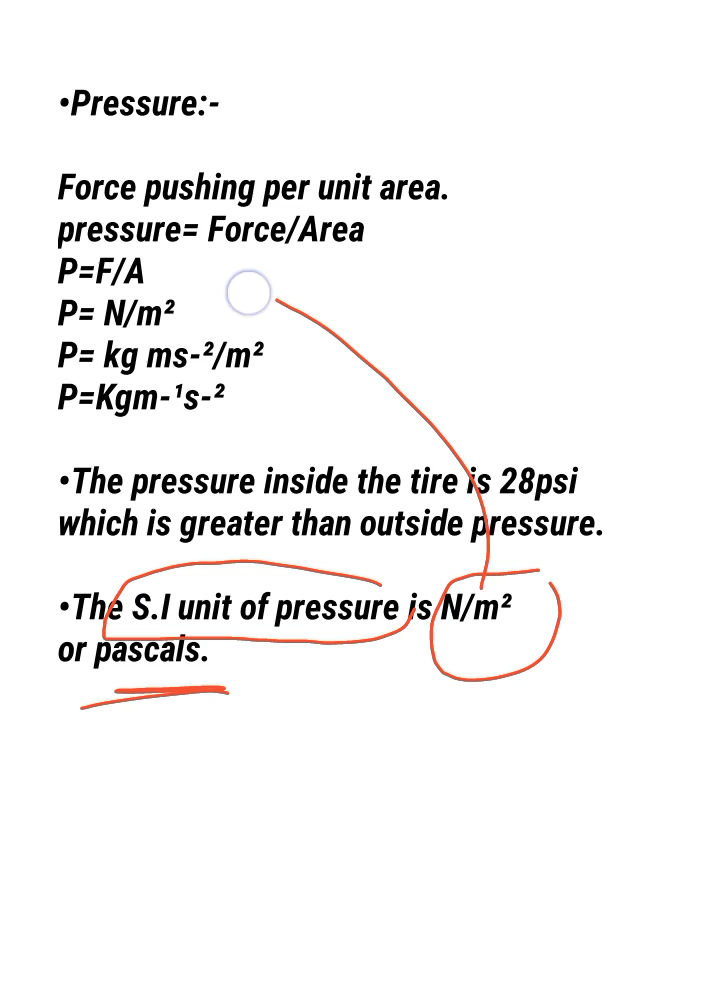 •Pressure:-
Force pushing per unit area.
pressure= Force/Area
P=F/A
P= N/m²
P= kg ms-²/m²
P=Kgm-¹s-²
•The pressure inside the tire is 28psi
which is greater than outside pressure.
•The S.I unit of pressure is N/m²
or pascals.